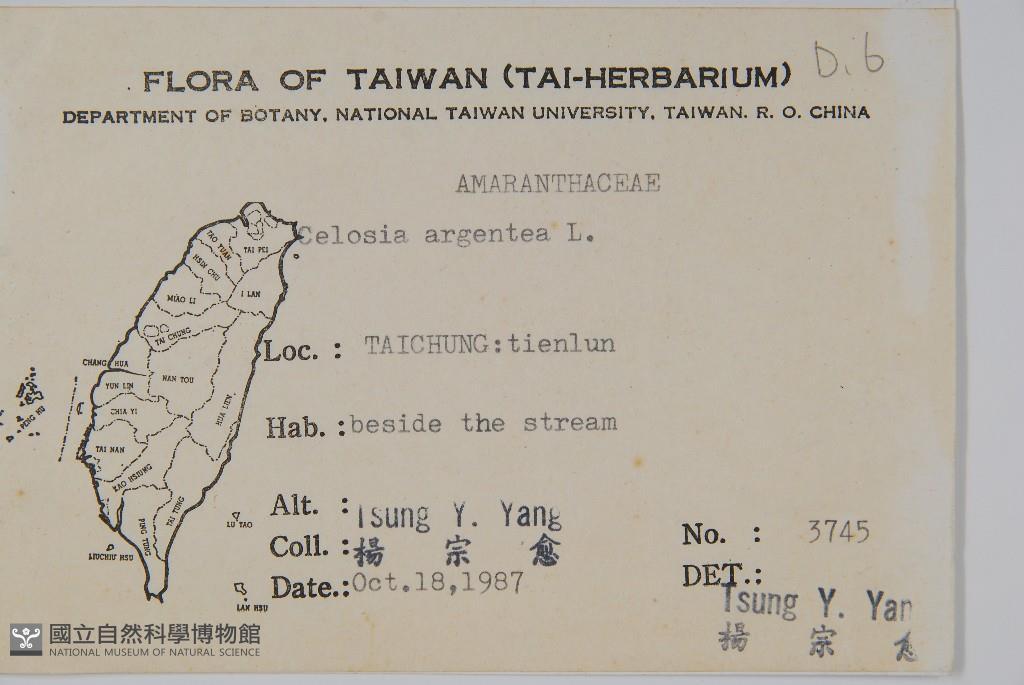 D.6
FLORA OF TAIWAN (TAI-HERBARIUM)
DEPARTMENT OF BOTANY, NATIONAL TAIWAN UNIVERSITY, TAIWAN. R. O. CHINA
AMARANTHACEAE
Celosia argentea L.
Loc. : TAICHUNG:tienlun
Hab. :beside the stream
Alt. :
Tsung Y. Yang
Coll. :楊 宗 愈
Date.:Oct.18,1987
No. : 3745
DET.:
Tsung Y. Yan
楊 宗 愈
TAO YUAN
TAI PEI
HSIN CHU
I LAN
MIAO LI
TAI CHUNG
CHANG HUA
NAN TOU
YUN LIN
HUA LIEN
CHIA YI
PENG HU
TAI NAN
KAO HSIUNG
TAI TUNG
PING TUNG
LU TAO
LIUCHIU HSU
LAN HSU
國立自然科學博物館
NATIONAL MUSEUM OF NATURAL SCIENCE